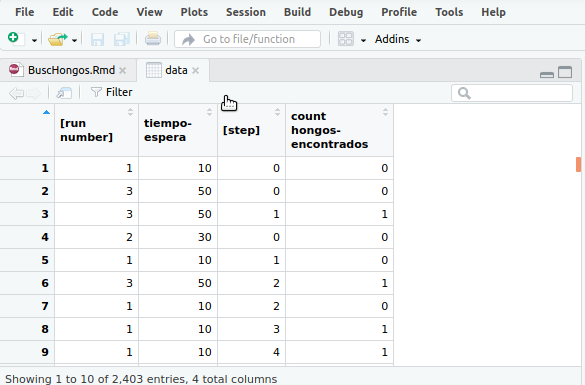 File Edit Code View Plots Session Build Debug Profile Tools Help
Go to file/function Addins
BuscHongos.Rmd data
Filter
[run number] tiempo-espera [step] count hongos-encontrados
1 1 10 0 0
2 3 50 0 0
3 3 50 1 1
4 2 30 0 0
5 1 10 1 0
6 3 50 2 1
7 1 10 2 0
8 1 10 3 1
9 1 10 4 1
Showing 1 to 10 of 2,403 entries, 4 total columns